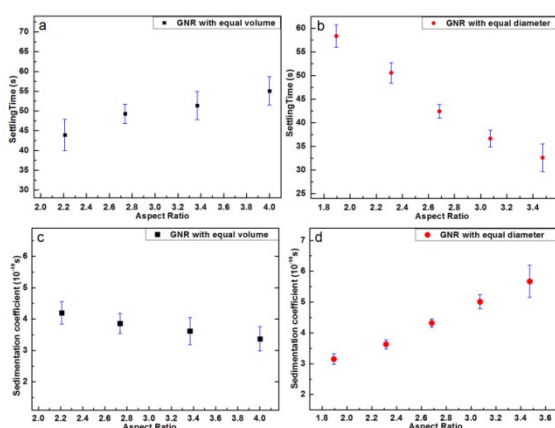 a
GNR with equal volume
SettlingTime (s)
75
70
65
60
55
50
45
40
35
30
2.0 2.2 2.4 2.6 2.8 3.0 3.2 3.4 3.6 3.8 4.0
Aspect Ratio
b
GNR with equal diameter
SettlingTime (s)
60
55
50
45
40
35
30
25
1.8 2.0 2.2 2.4 2.6 2.8 3.0 3.2 3.4
Aspect Ratio
c
GNR with equal volume
6
5
4
3
2
2.0 2.2 2.4 2.6 2.8 3.0 3.2 3.4 3.6 3.8 4.0
Aspect Ratio
d
GNR with equal diameter
7
6
5
4
3
2
1.8 2.0 2.2 2.4 2.6 2.8 3.0 3.2 3.4 3.6
Aspect Ratio
Sedimentation coefficient
Sedimentation coefficient